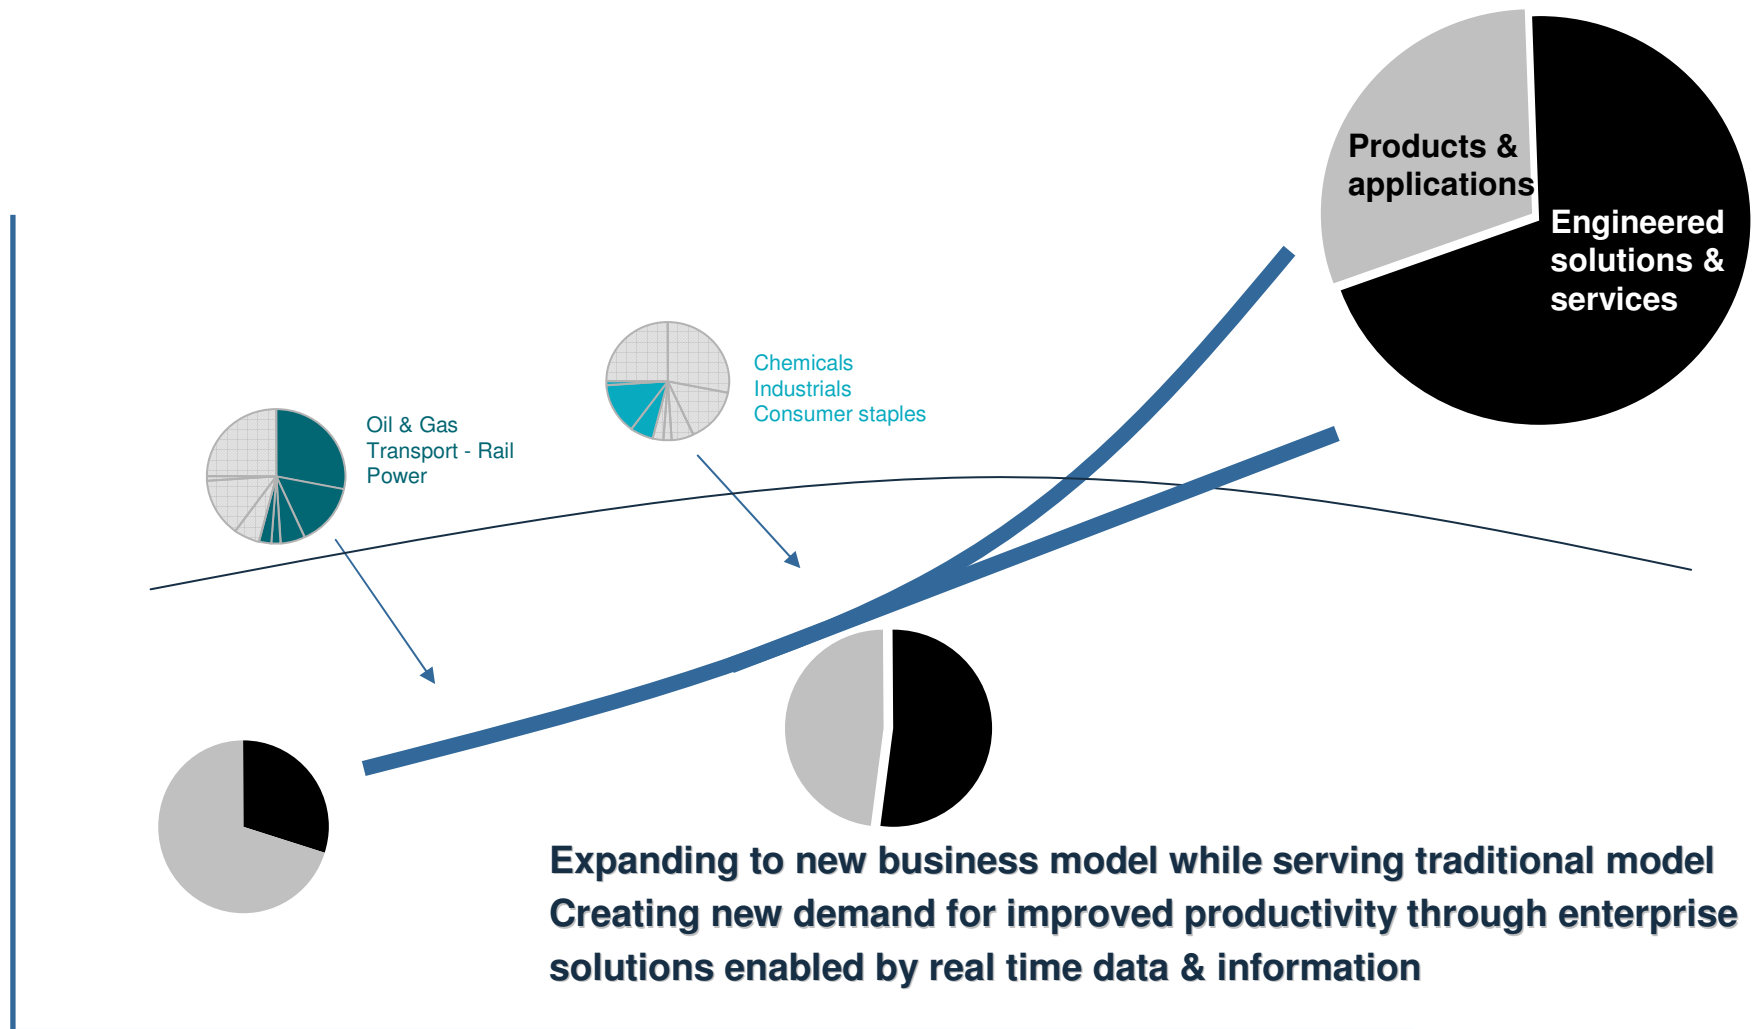 Products &
applications
Engineered
solutions &
services
Chemicals
Industrials
Consumer staples
Oil & Gas
Transport - Rail
Power
Expanding to new business model while serving traditional model
Creating new demand for improved productivity through enterprise
solutions enabled by real time data & information